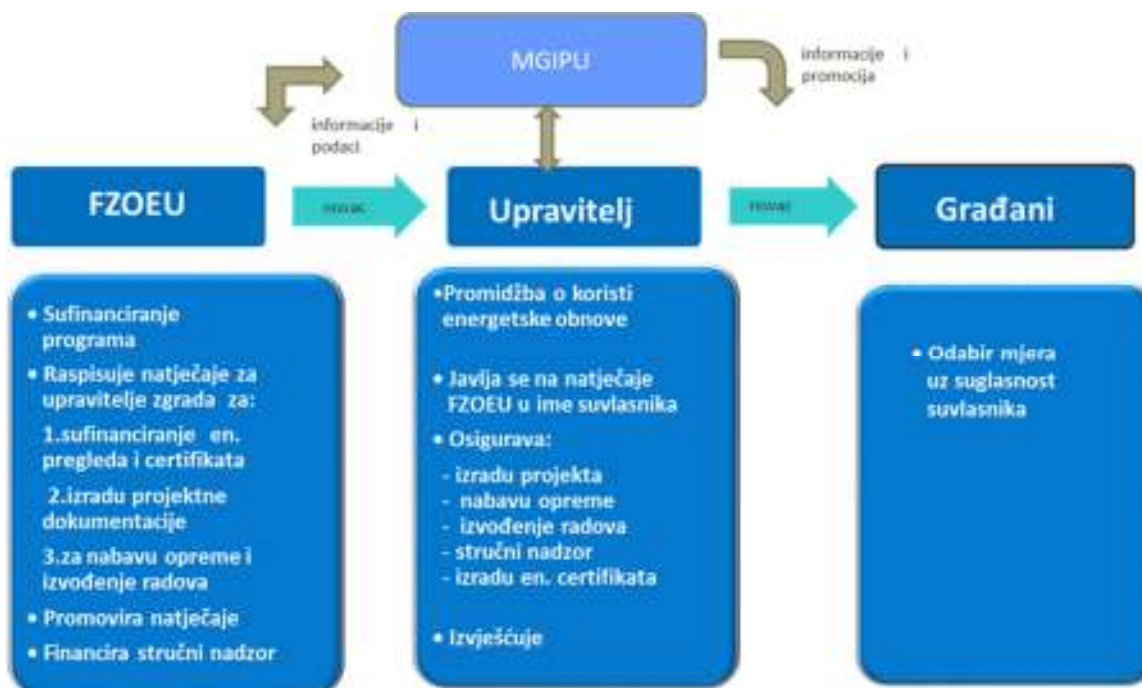 MGIPU
informacije i
promocija
informacije i
podaci
FZOEU
novac
Upravitelj
novac
Građani
• Sufinanciranje
programa
• Raspisuje natječaje za
upravitelje zgrada za:
1.sufinanciranje en.
pregleda i certifikata
2.izradu projektne
dokumentacije
3.za nabavu opreme i
izvođenje radova
• Promovira natječaje
• Financira stručni nadzor
•Promidžba o koristi
energetske obnove
• Javlja se na natječaje
FZOEU u ime suvlasnika
• Osigurava:
- izradu projekta
- nabavu opreme
- izvođenje radova
- stručni nadzor
- izradu en. certifikata
• Izvješćuje
• Odabir mjera
uz suglasnost
suvlasnika